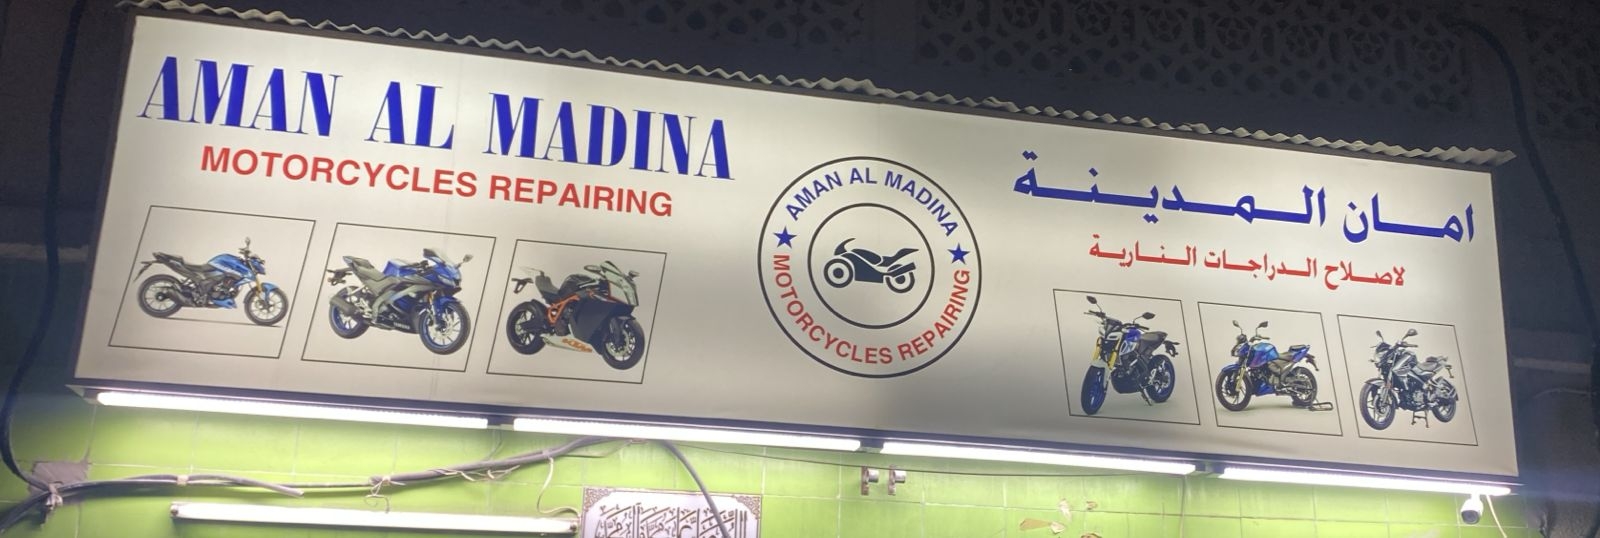 AMAN AL MADINA
MOTORCYCLES REPAIRING
AMAN AL MADINA
MOTORCYCLES REPAIRING
امان المدينة
لاصلاح الدراجات النارية